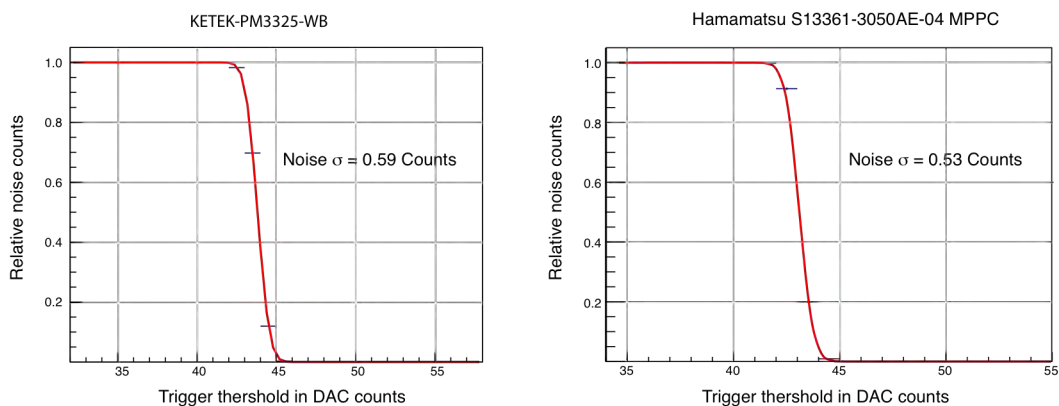 KETEK-PM3325-WB
Relative noise counts
1.0
0.8
0.6
0.4
0.2
Noise σ = 0.59 Counts
35
40
45
50
55
Trigger thershold in DAC counts
Hamamatsu S13361-3050AE-04 MPPC
Relative noise counts
1.0
0.8
0.6
0.4
0.2
Noise σ = 0.53 Counts
35
40
45
50
55
Trigger thershold in DAC counts